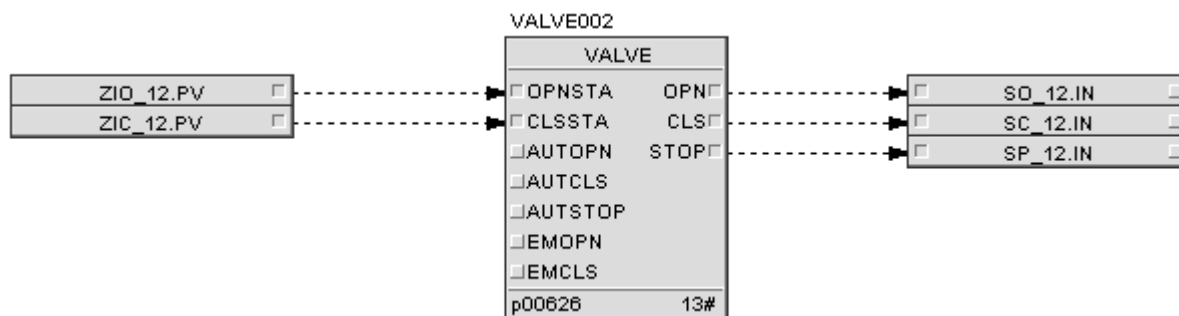 VALVE002
VALVE
ZIO_12.PV OPNSTA OPN SO_12.IN
ZIC_12.PV CLSSTA CLS SC_12.IN
AUTOPN STOP SP_12.IN
AUTCLS
AUTSTOP
EMOPN
EMCLS
p00626 13#